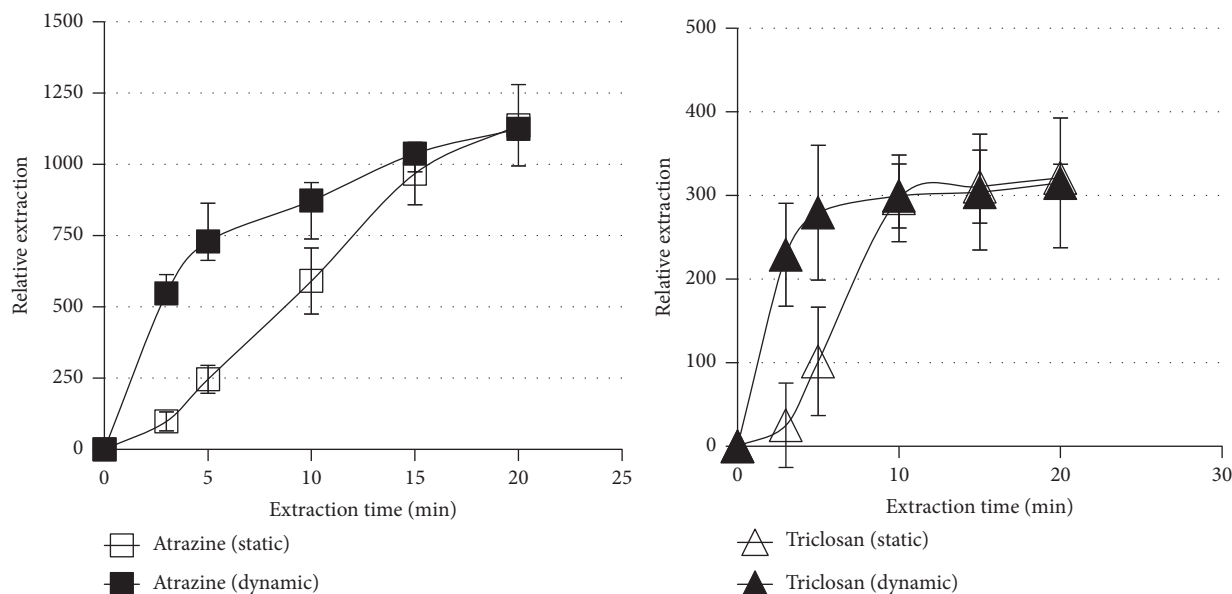 1500
1250
1000
750
500
250
0
Relative extraction
0 5 10 15 20 25
Extraction time (min)
Atrazine (static)
Atrazine (dynamic)
500
400
300
200
100
0
Relative extraction
0 10 20 30
Extraction time (min)
Triclosan (static)
Triclosan (dynamic)